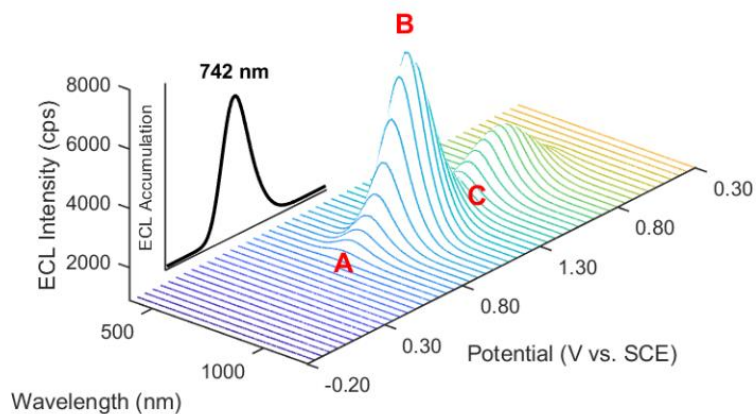 B
742 nm
8000
6000
4000
2000
ECL Intensity (cps)
ECL Accumulation
C
A
0.30
0.80
1.30
0.80
0.30
-0.20
500
1000
Potential (V vs. SCE)
Wavelength (nm)